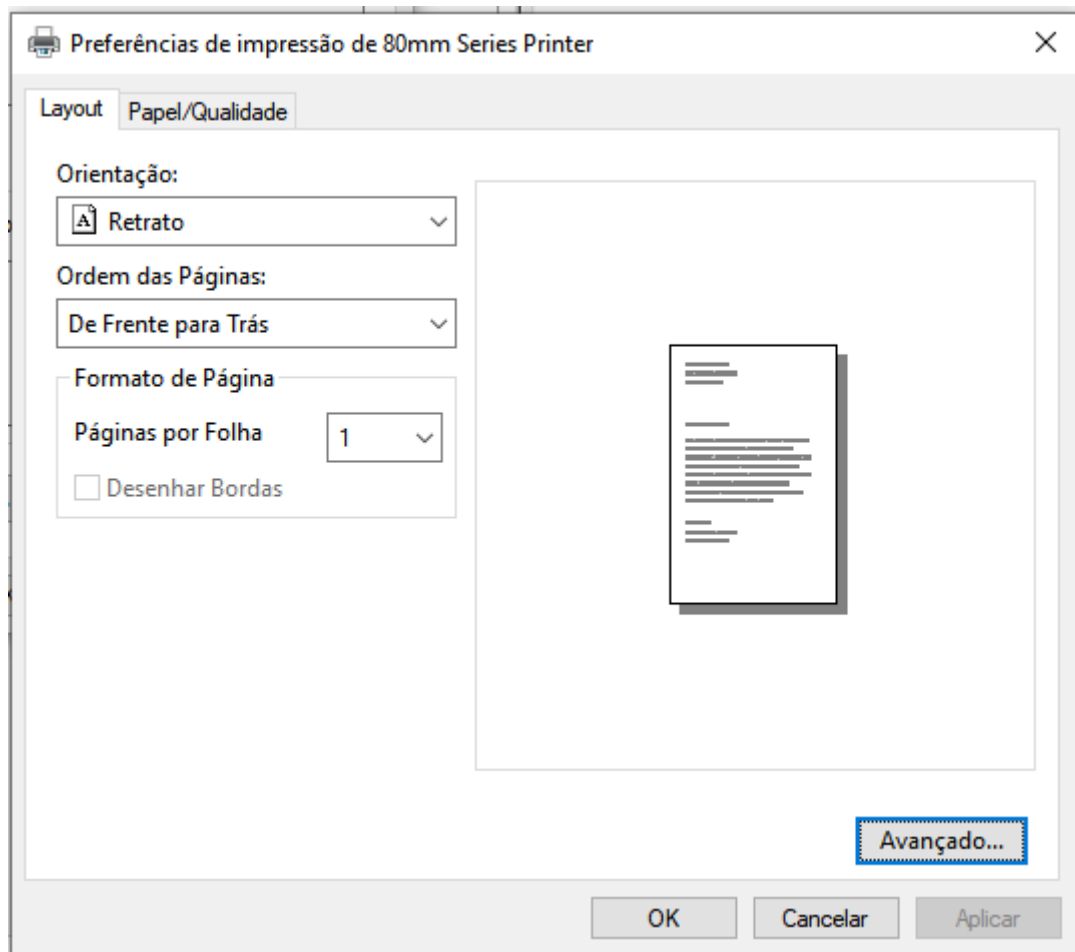 Preferências de impressão de 80mm Series Printer
Layout
Papel/Qualidade
Orientação:
A Retrato
Ordem das Páginas:
De Frente para Trás
Formato de Página
Páginas por Folha
1
Desenhar Bordas
Avançado...
OK
Cancelar
Aplicar